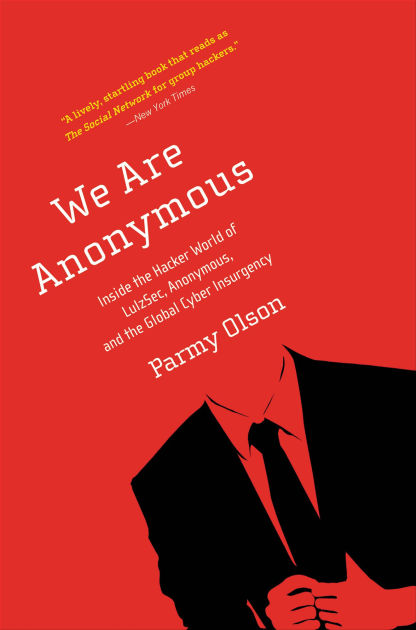 "A lively, startling book that reads as
The Social Network for group hackers."
—New York Times
We Are
Anonymous
Inside the Hacker World of
LulzSec, Anonymous,
and the Global Cyber Insurgency
Parmy Olson